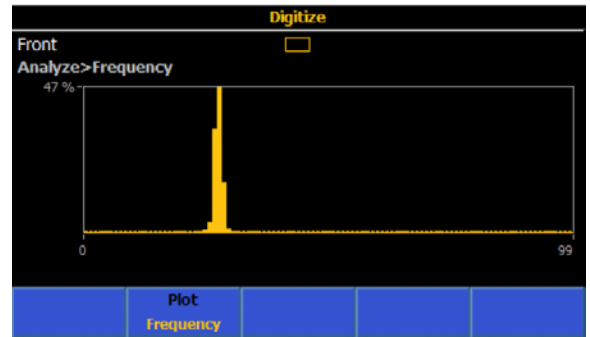 Digitize
Front
Analyze>Frequency
47 %
0
99
Plot
Frequency